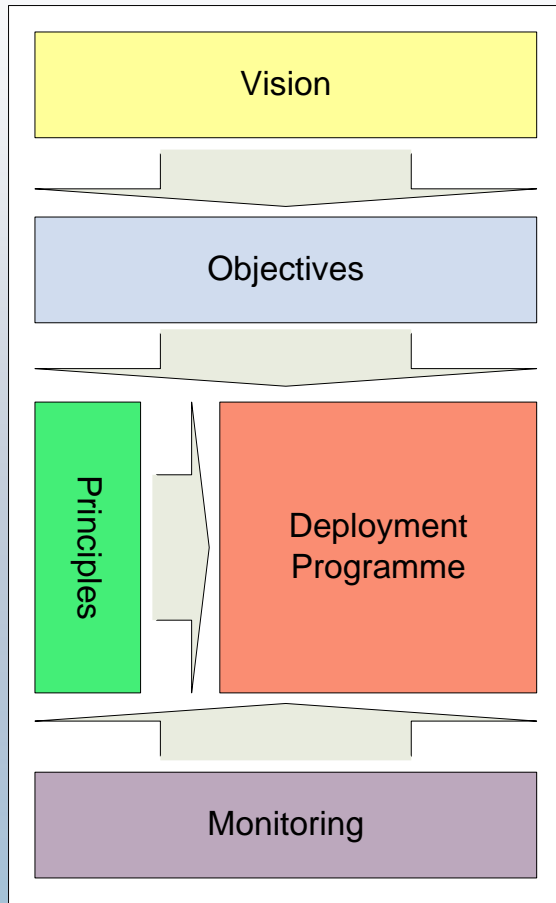 Vision
Objectives
Principles
Deployment
Programme
Monitoring